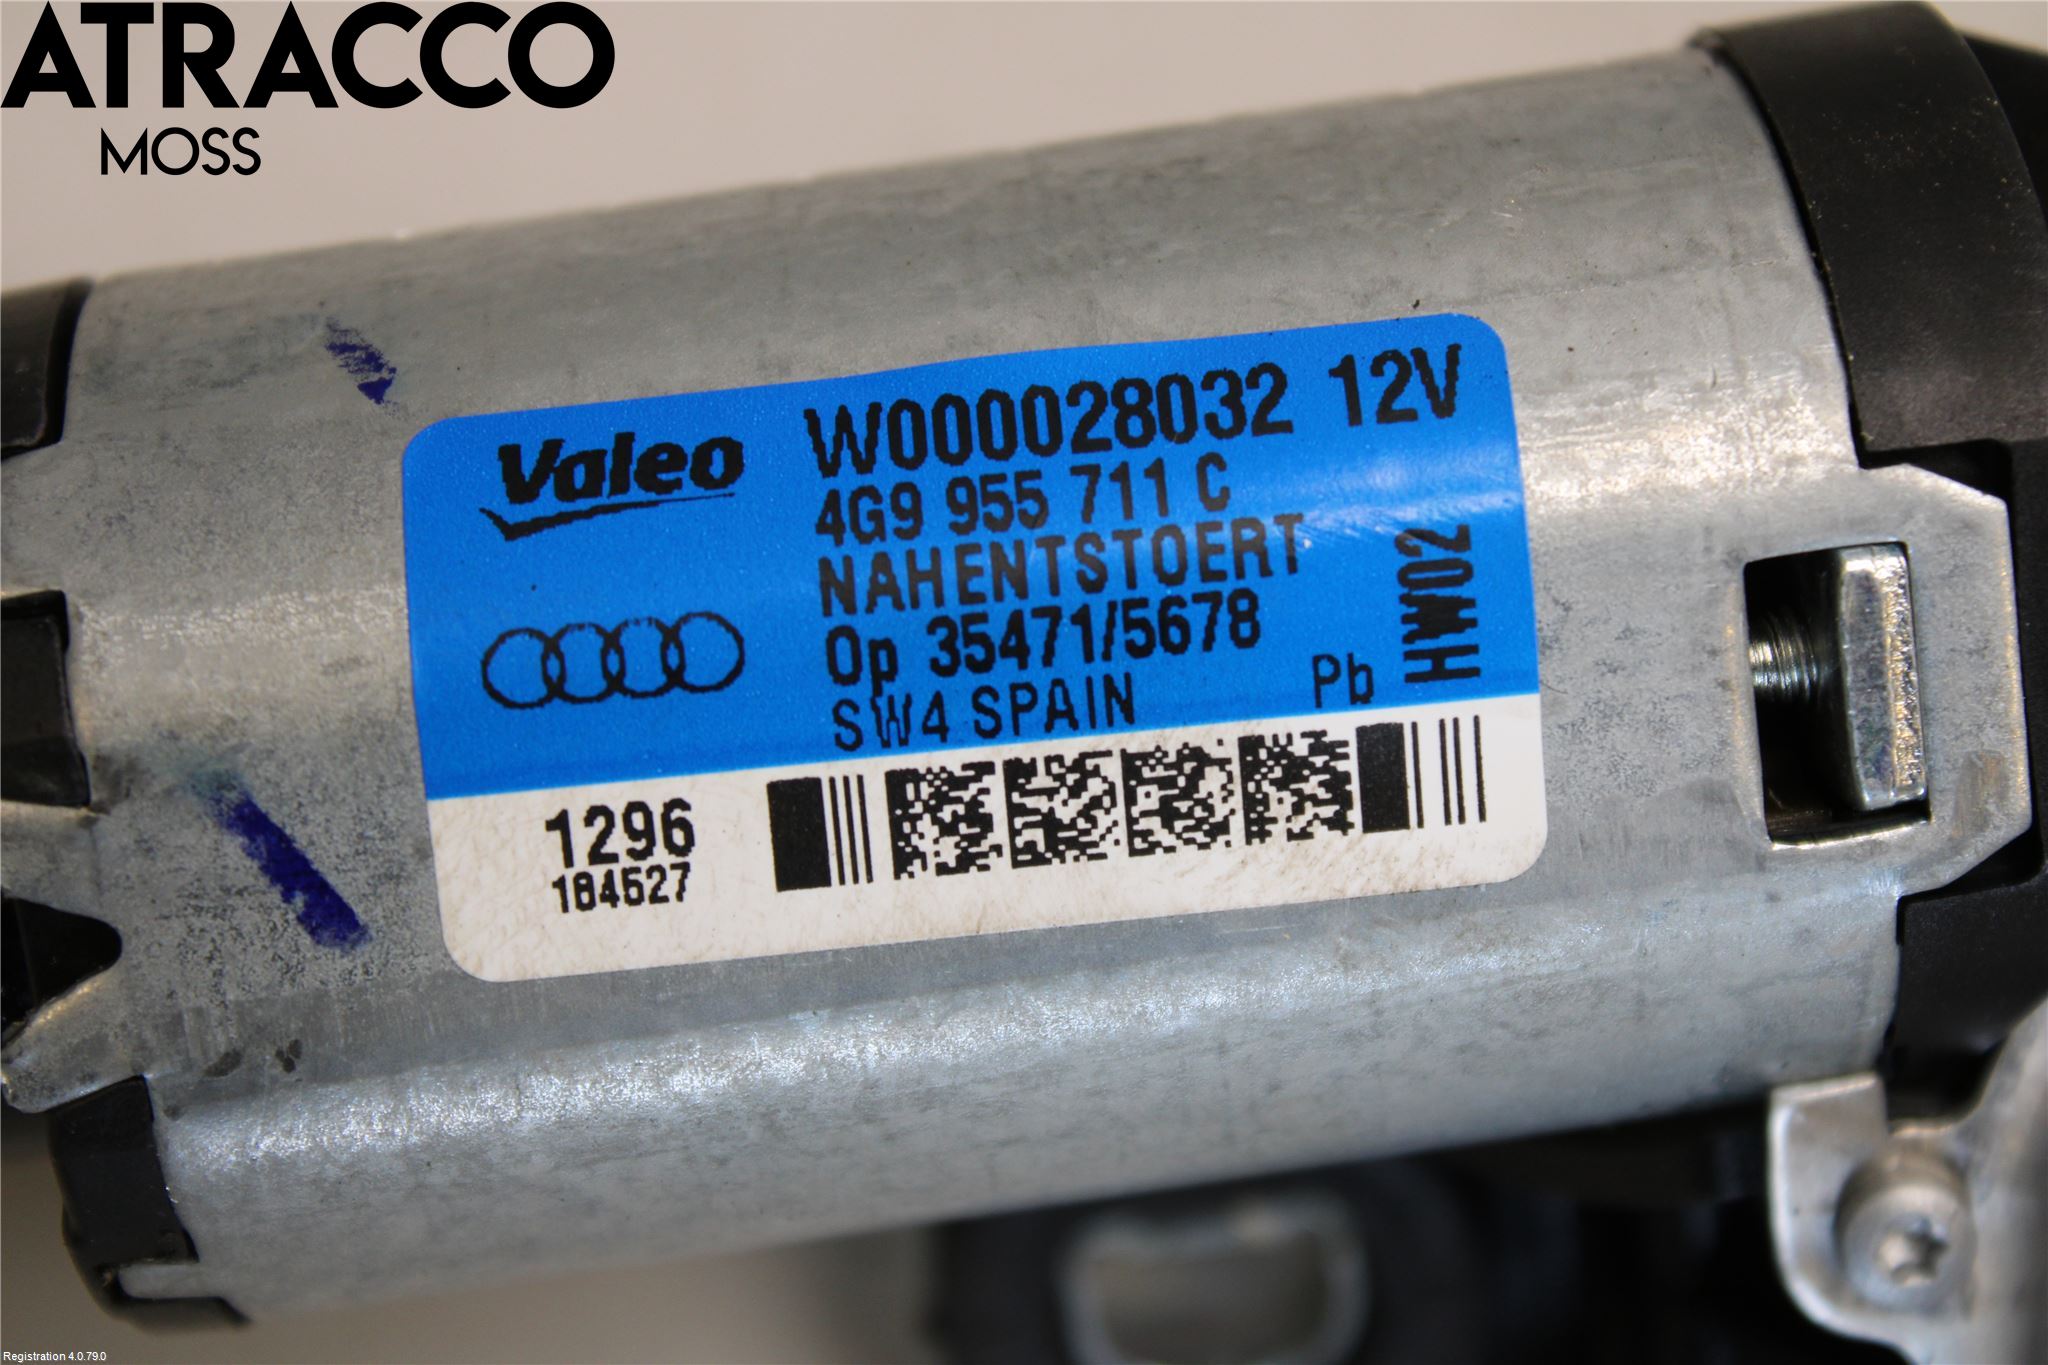 ATRACCO
MOSS
Valeo
W000028032 12V
4G9 955 711 C
NAHENTSTOERT
Op 35471/5678
SW4 SPAIN
Pb
HW02
1296
184527
Registration 4.0.79.0